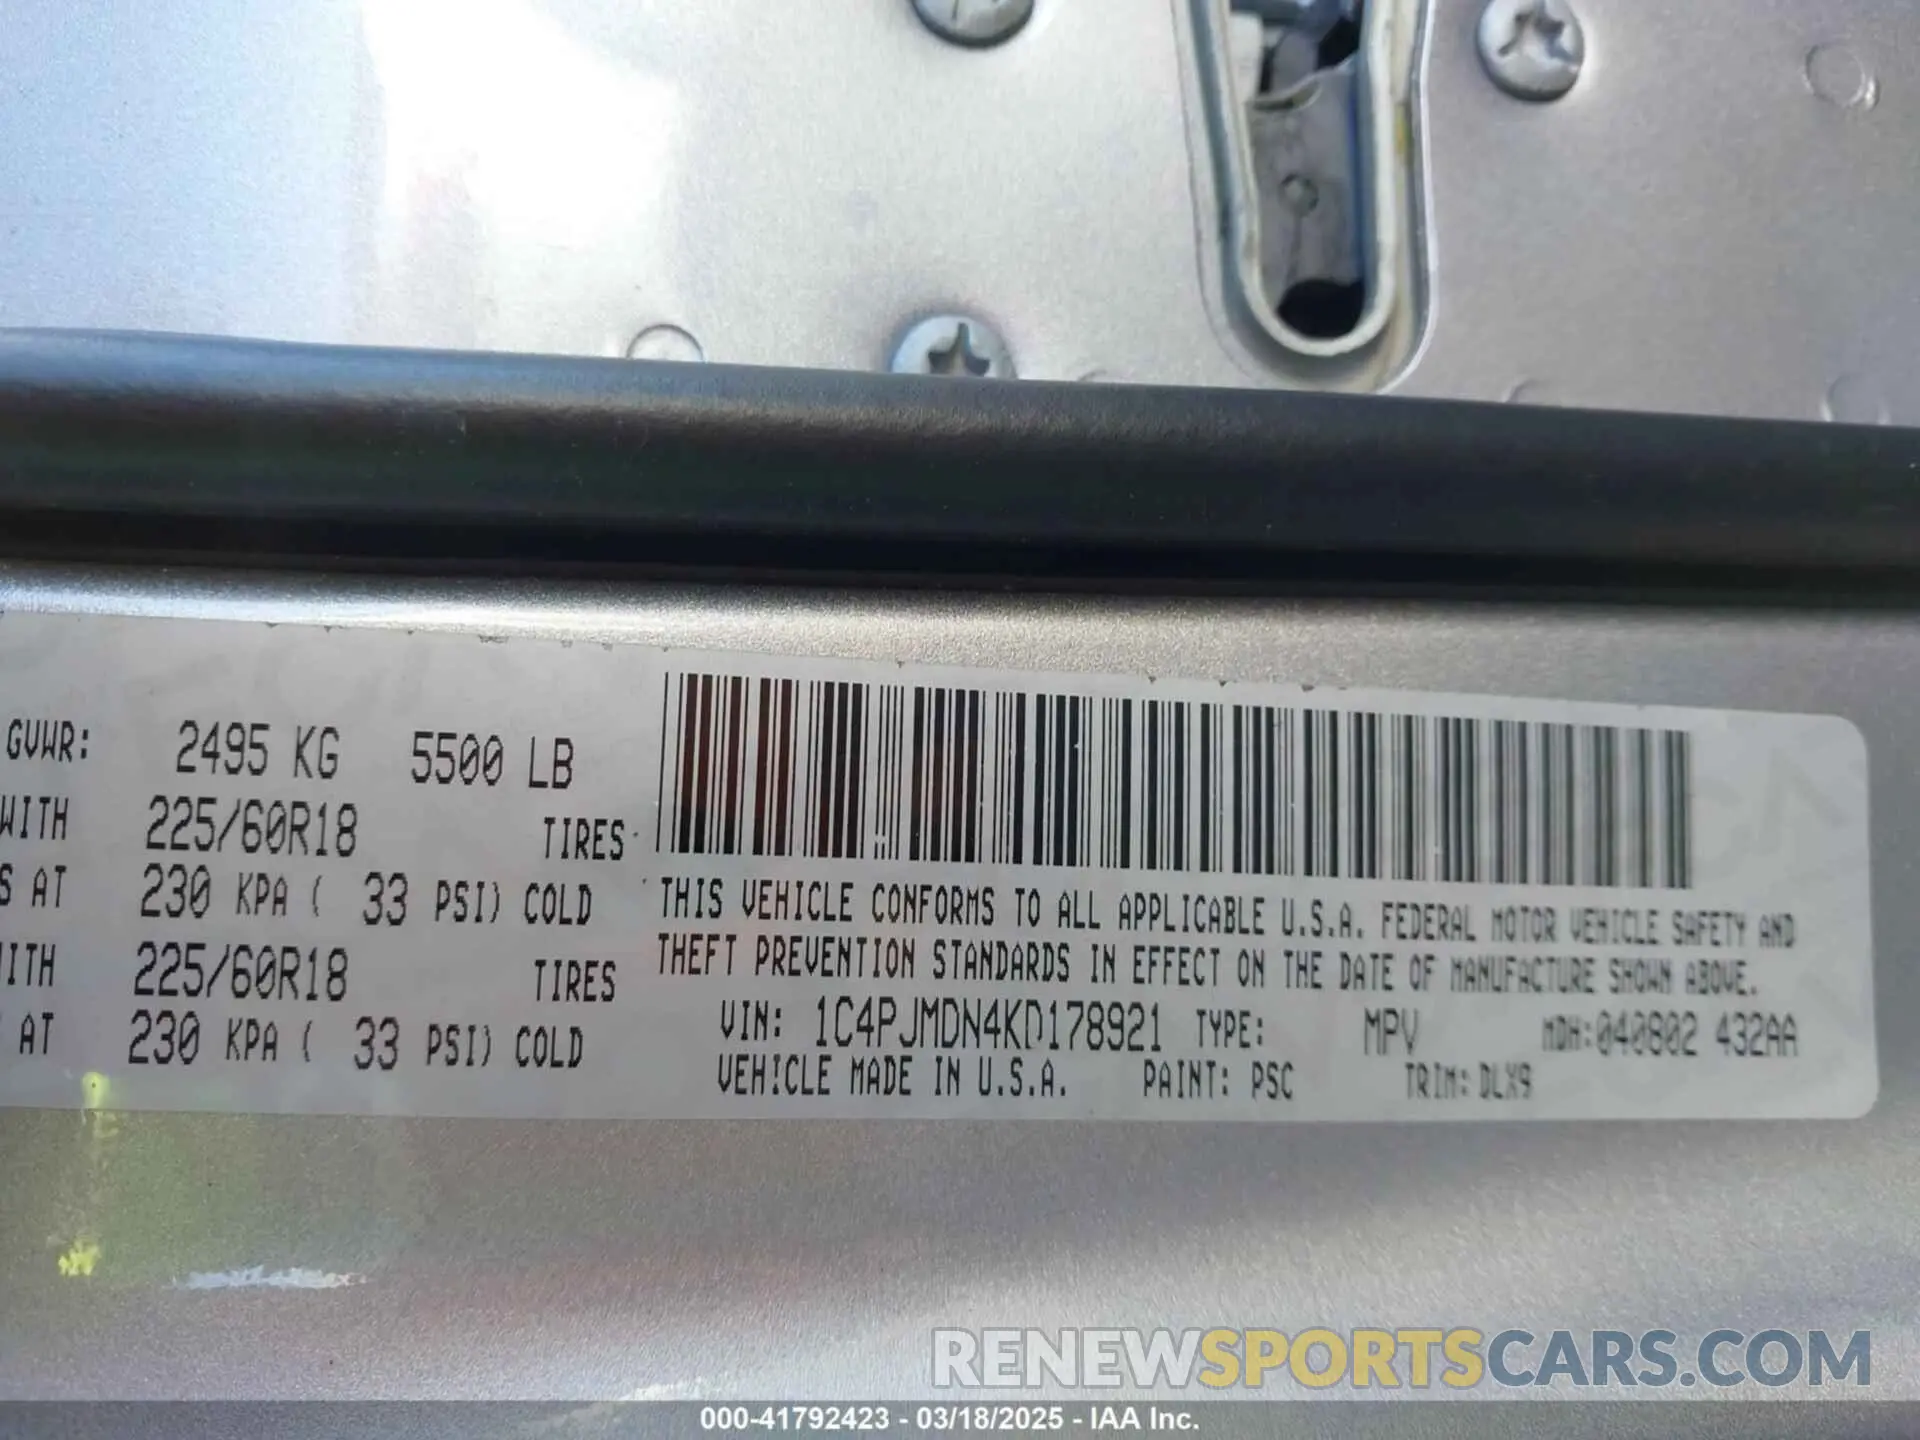 GVWR: 2495 KG 5500 LB
WITH 225/60R18 TIRES
S AT 230 KPA ( 33 PSI) COLD
ITH 225/60R18 TIRES
AT 230 KPA ( 33 PSI) COLD
THIS VEHICLE CONFORMS TO ALL APPLICABLE U.S.A. FEDERAL MOTOR VEHICLE SAFETY AND
THEFT PREVENTION STANDARDS IN EFFECT ON THE DATE OF MANUFACTURE SHOWN ABOVE.
VIN: 1C4PJMDN4KD178921 TYPE: MPV MDH:040802 432AA
VEHICLE MADE IN U.S.A. PAINT: PSC TRIM: DLX9
RENEWSPORTSCARS.COM
000-41792423 - 03/18/2025 - IAA Inc.